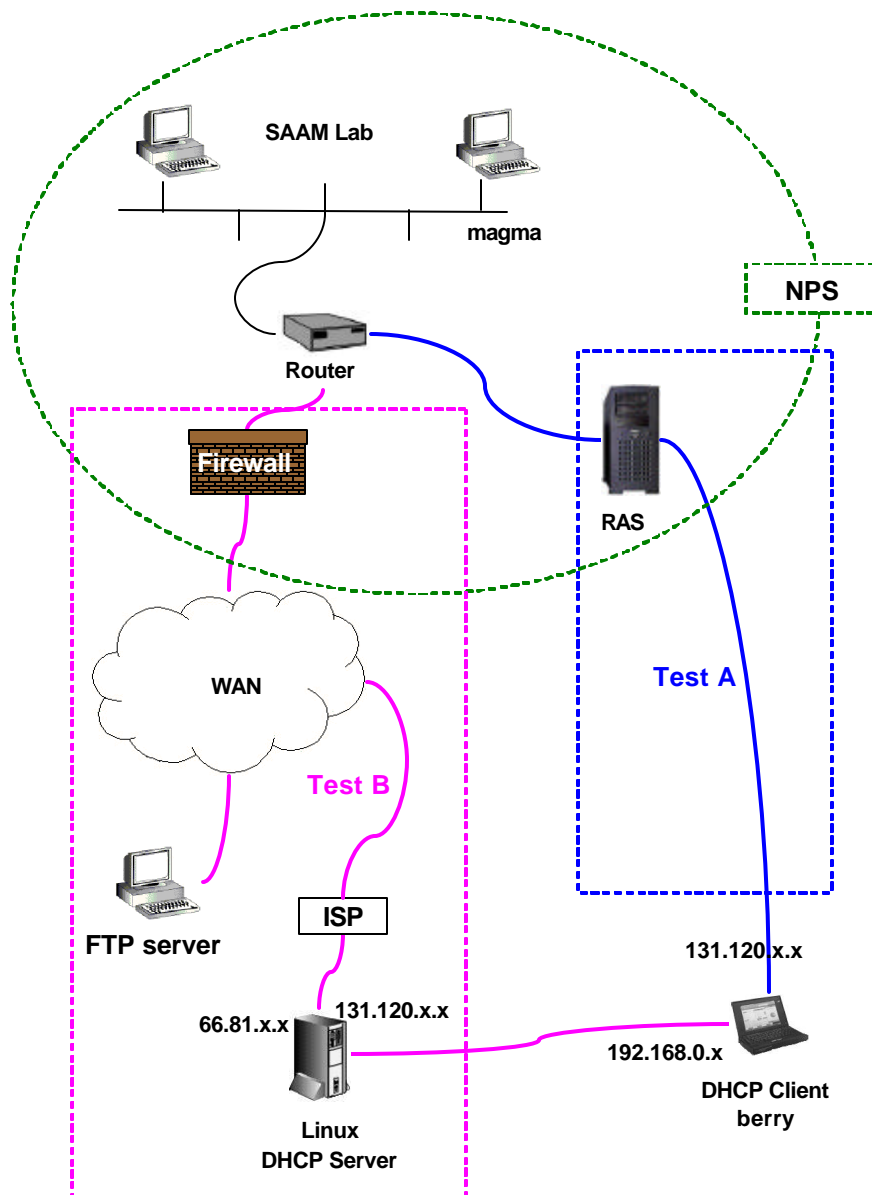 SAAM Lab
magma
NPS
Router
Firewall
RAS
WAN
Test A
Test B
ISP
FTP server
131.120.x.x
66.81.x.x
131.120.x.x
192.168.0.x
DHCP Client
berry
Linux
DHCP Server